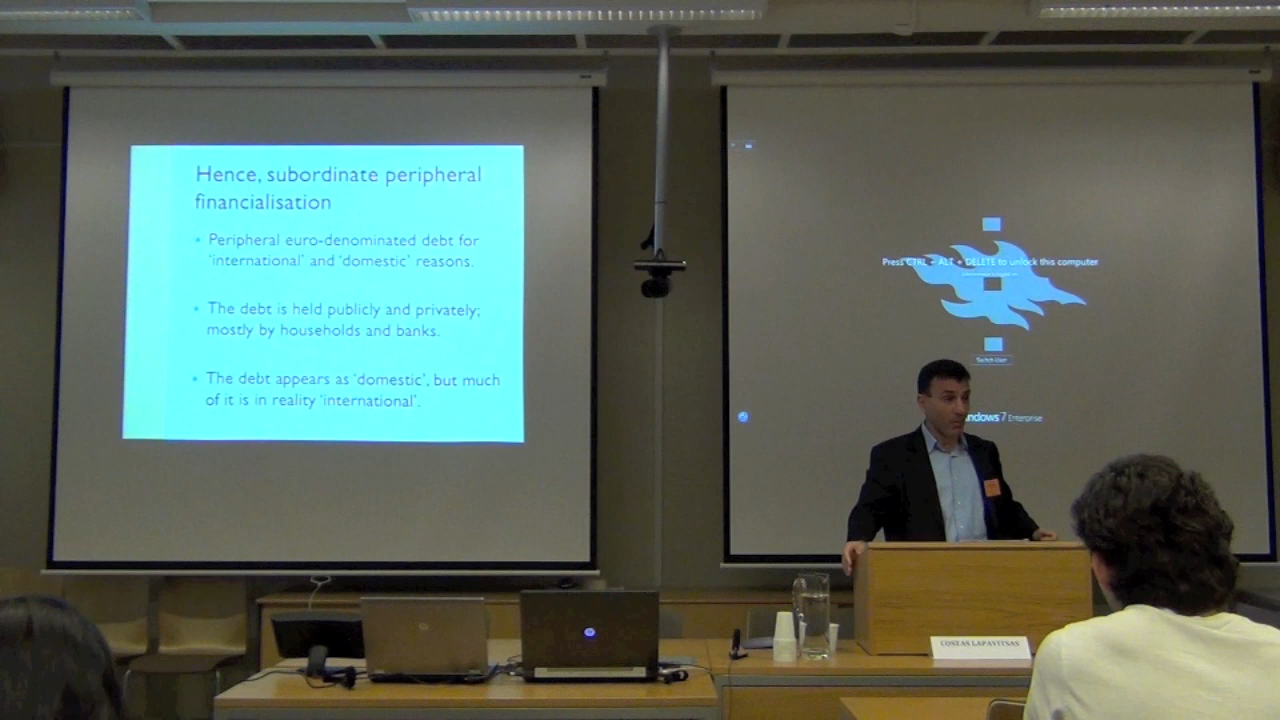 Hence, subordinate peripheral
financialisation
• Peripheral euro-denominated debt for
'international' and 'domestic' reasons.
• The debt is held publicly and privately;
mostly by households and banks.
• The debt appears as 'domestic', but much
of it is in reality 'international'.
Press CTRL + ALT + DELETE to unlock this computer
Switch User
ndows 7 Enterprise
COSTAS LAPAVITSAS